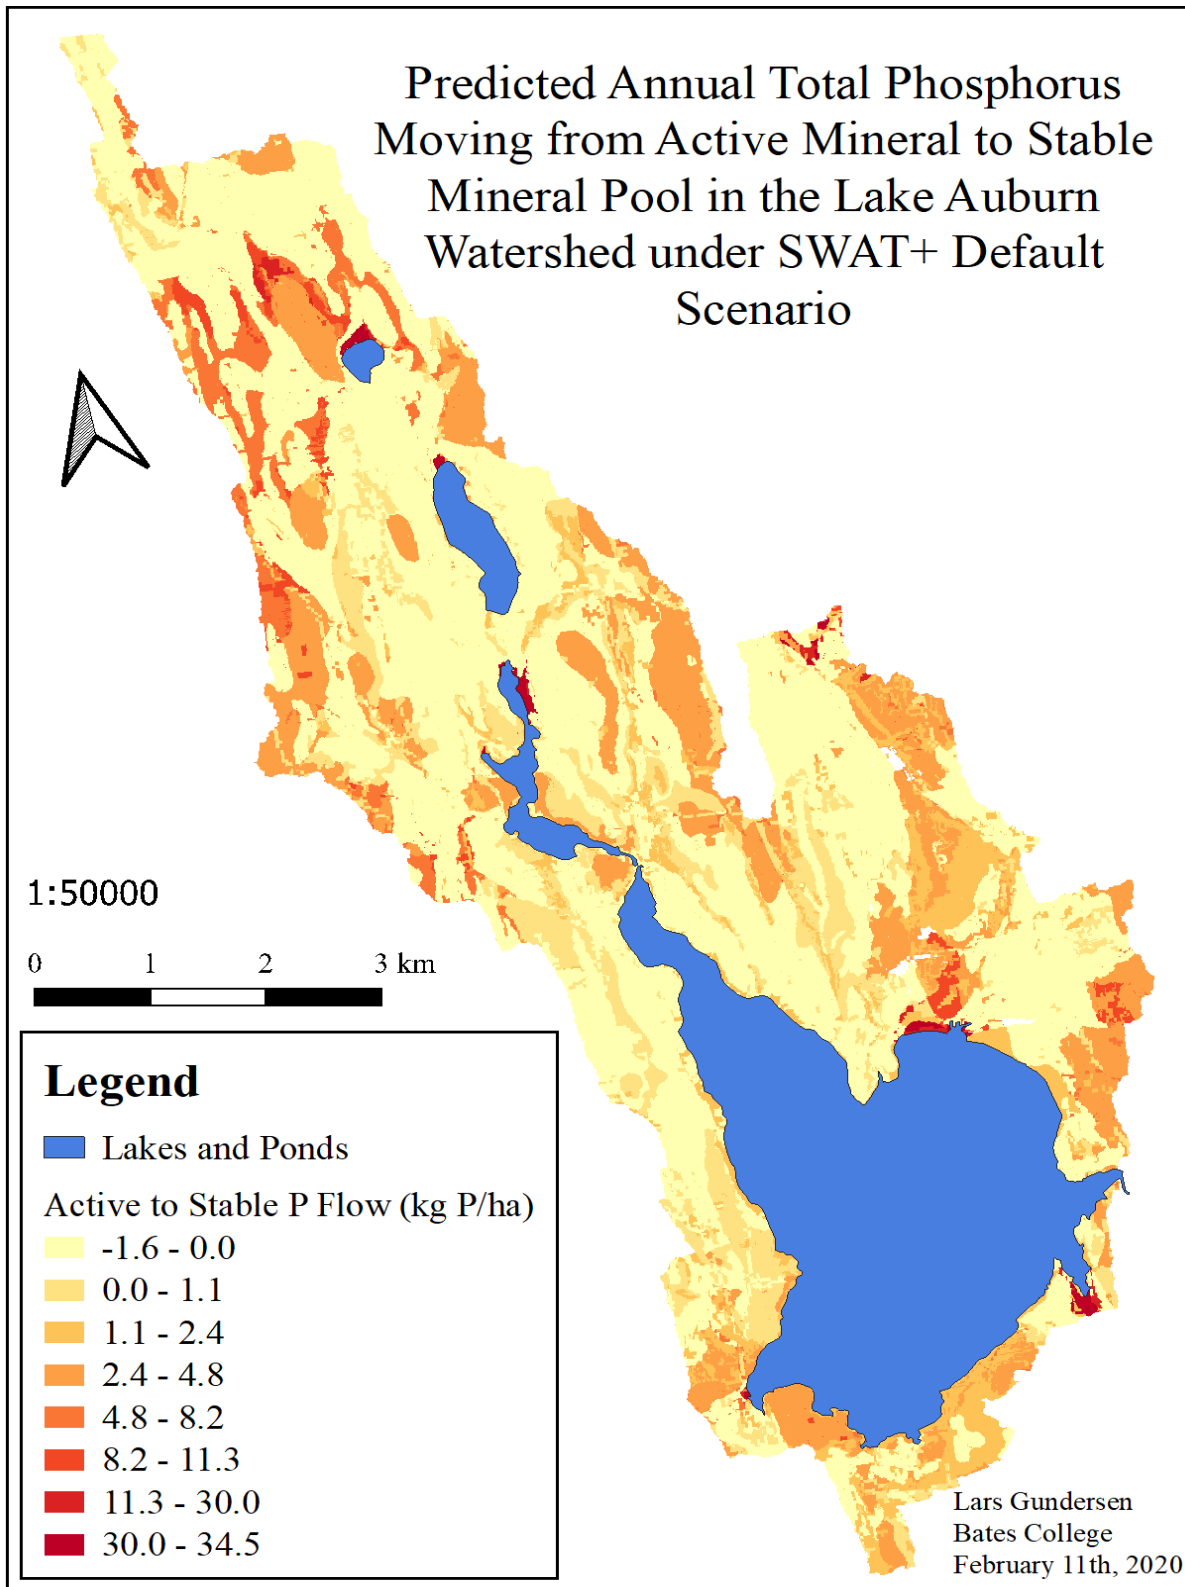 Predicted Annual Total Phosphorus
Moving from Active Mineral to Stable
Mineral Pool in the Lake Auburn
Watershed under SWAT+ Default
Scenario
1:50000
0 1 2 3 km
Legend
Lakes and Ponds
Active to Stable P Flow (kg P/ha)
-1.6 - 0.0
0.0 - 1.1
1.1 - 2.4
2.4 - 4.8
4.8 - 8.2
8.2 - 11.3
11.3 - 30.0
30.0 - 34.5
Lars Gundersen
Bates College
February 11th, 2020